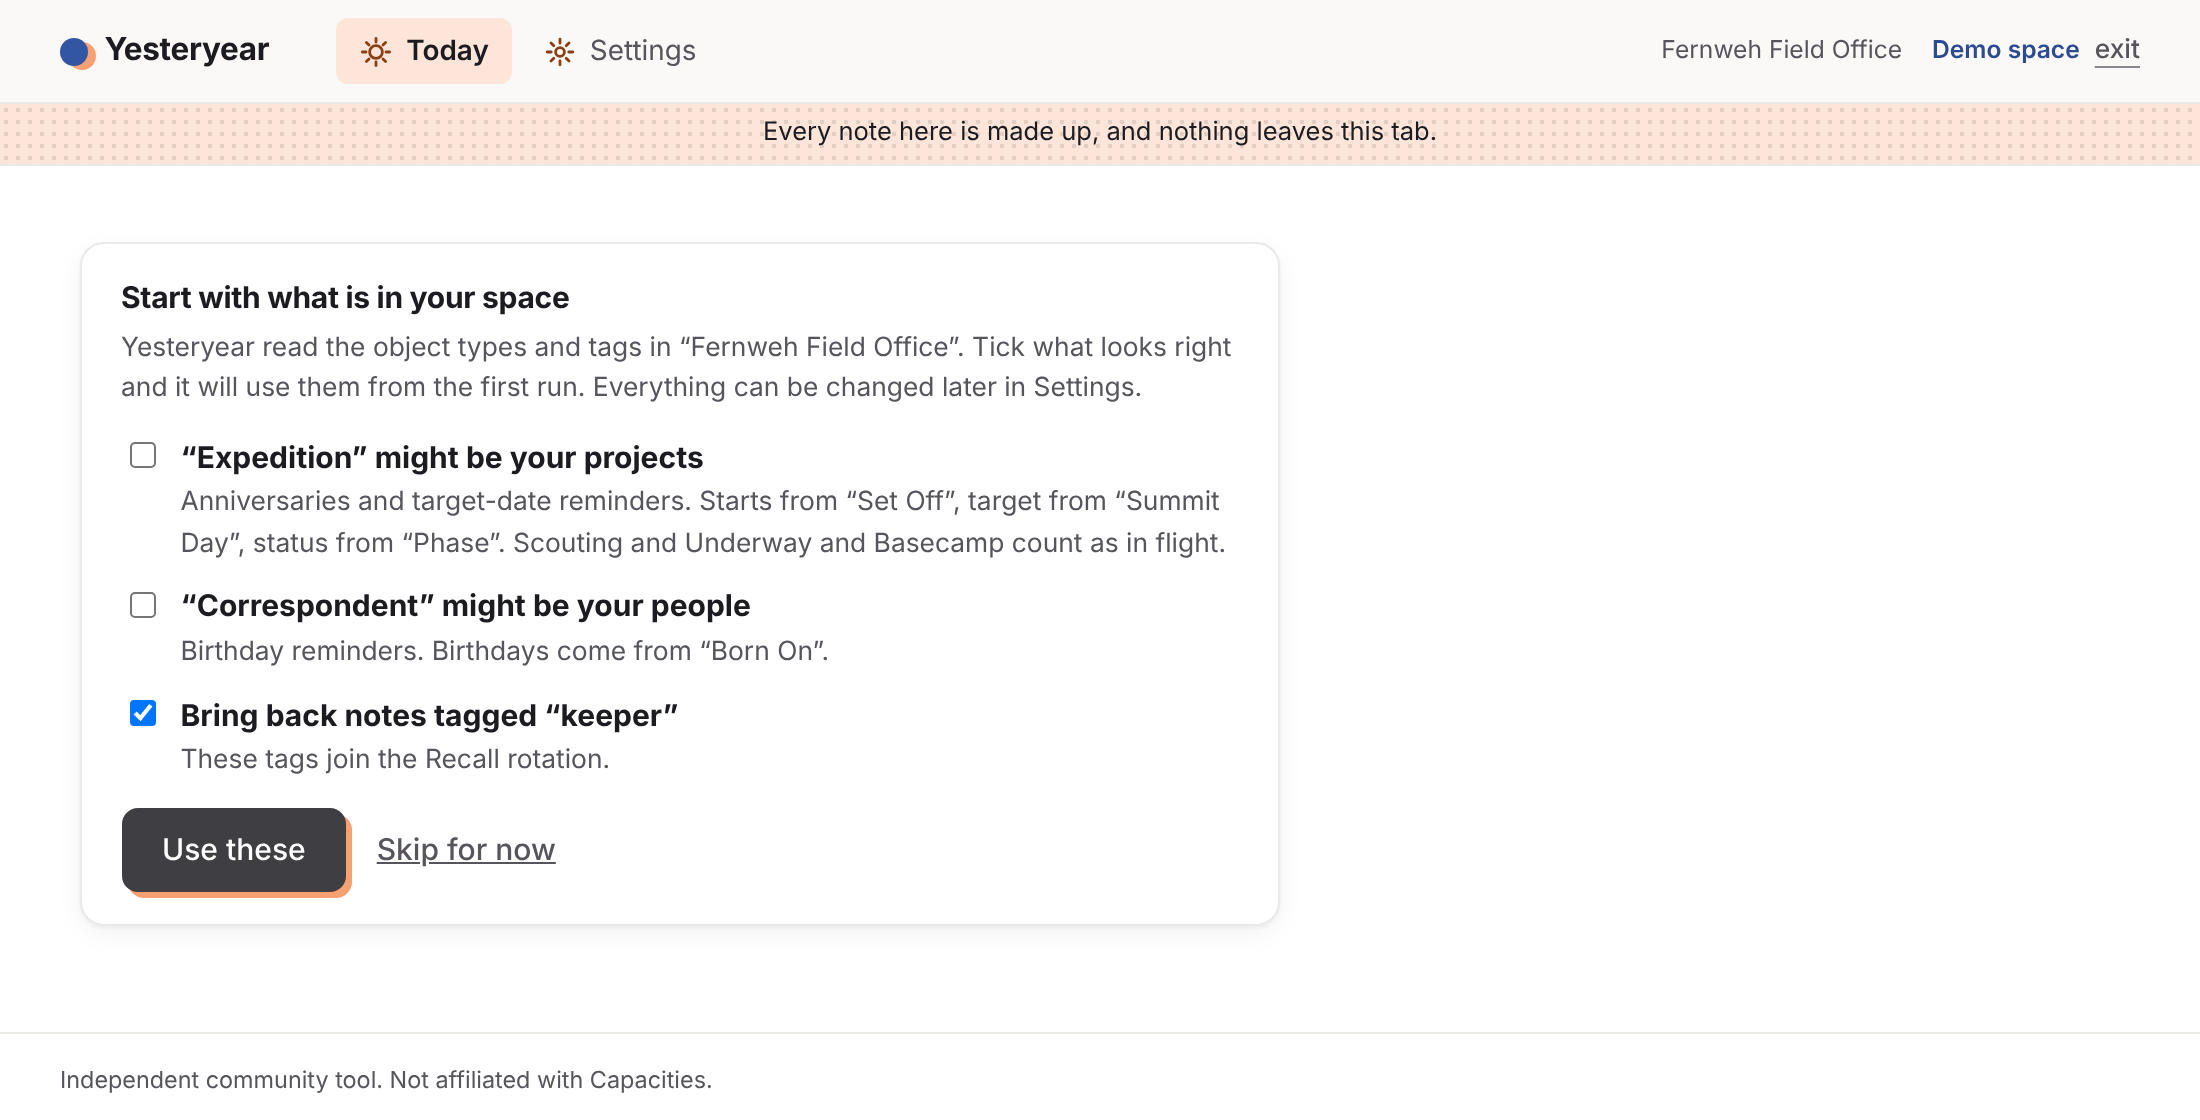 Yesteryear
Today
Settings
Fernweh Field Office
Demo space
exit
Every note here is made up, and nothing leaves this tab.
Start with what is in your space
Yesteryear read the object types and tags in “Fernweh Field Office”. Tick what looks right
and it will use them from the first run. Everything can be changed later in Settings.
“Expedition” might be your projects
Anniversaries and target-date reminders. Starts from “Set Off”, target from “Summit
Day”, status from “Phase”. Scouting and Underway and Basecamp count as in flight.
“Correspondent” might be your people
Birthday reminders. Birthdays come from “Born On”.
Bring back notes tagged “keeper”
These tags join the Recall rotation.
Use these
Skip for now
Independent community tool. Not affiliated with Capacities.